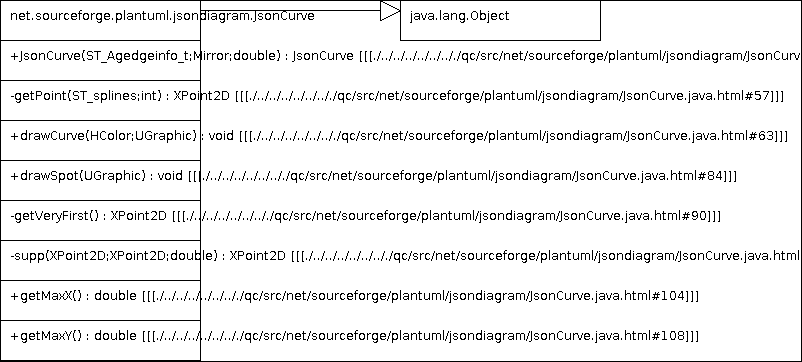 net.sourceforge.plantuml.jsondiagram.JsonCurve
java.lang.Object
+JsonCurve(ST_Agedgeinfo_t;Mirror;double) : JsonCurve [[[./../../../../../../../qc/src/net/sourceforge/plantuml/jsondiagram/JsonCurv
-getPoint(ST_splines;int) : XPoint2D [[[./../../../../../../../qc/src/net/sourceforge/plantuml/jsondiagram/JsonCurve.java.html#57]]]
+drawCurve(HColor;UGraphic) : void [[[./../../../../../../../qc/src/net/sourceforge/plantuml/jsondiagram/JsonCurve.java.html#63]]]
+drawSpot(UGraphic) : void [[[./../../../../../../../qc/src/net/sourceforge/plantuml/jsondiagram/JsonCurve.java.html#84]]]
-getVeryFirst() : XPoint2D [[[./../../../../../../../qc/src/net/sourceforge/plantuml/jsondiagram/JsonCurve.java.html#90]]]
-supp(XPoint2D;XPoint2D;double) : XPoint2D [[[./../../../../../../../qc/src/net/sourceforge/plantuml/jsondiagram/JsonCurve.java.html
+getMaxX() : double [[[./../../../../../../../qc/src/net/sourceforge/plantuml/jsondiagram/JsonCurve.java.html#104]]]
+getMaxY() : double [[[./../../../../../../../qc/src/net/sourceforge/plantuml/jsondiagram/JsonCurve.java.html#108]]]